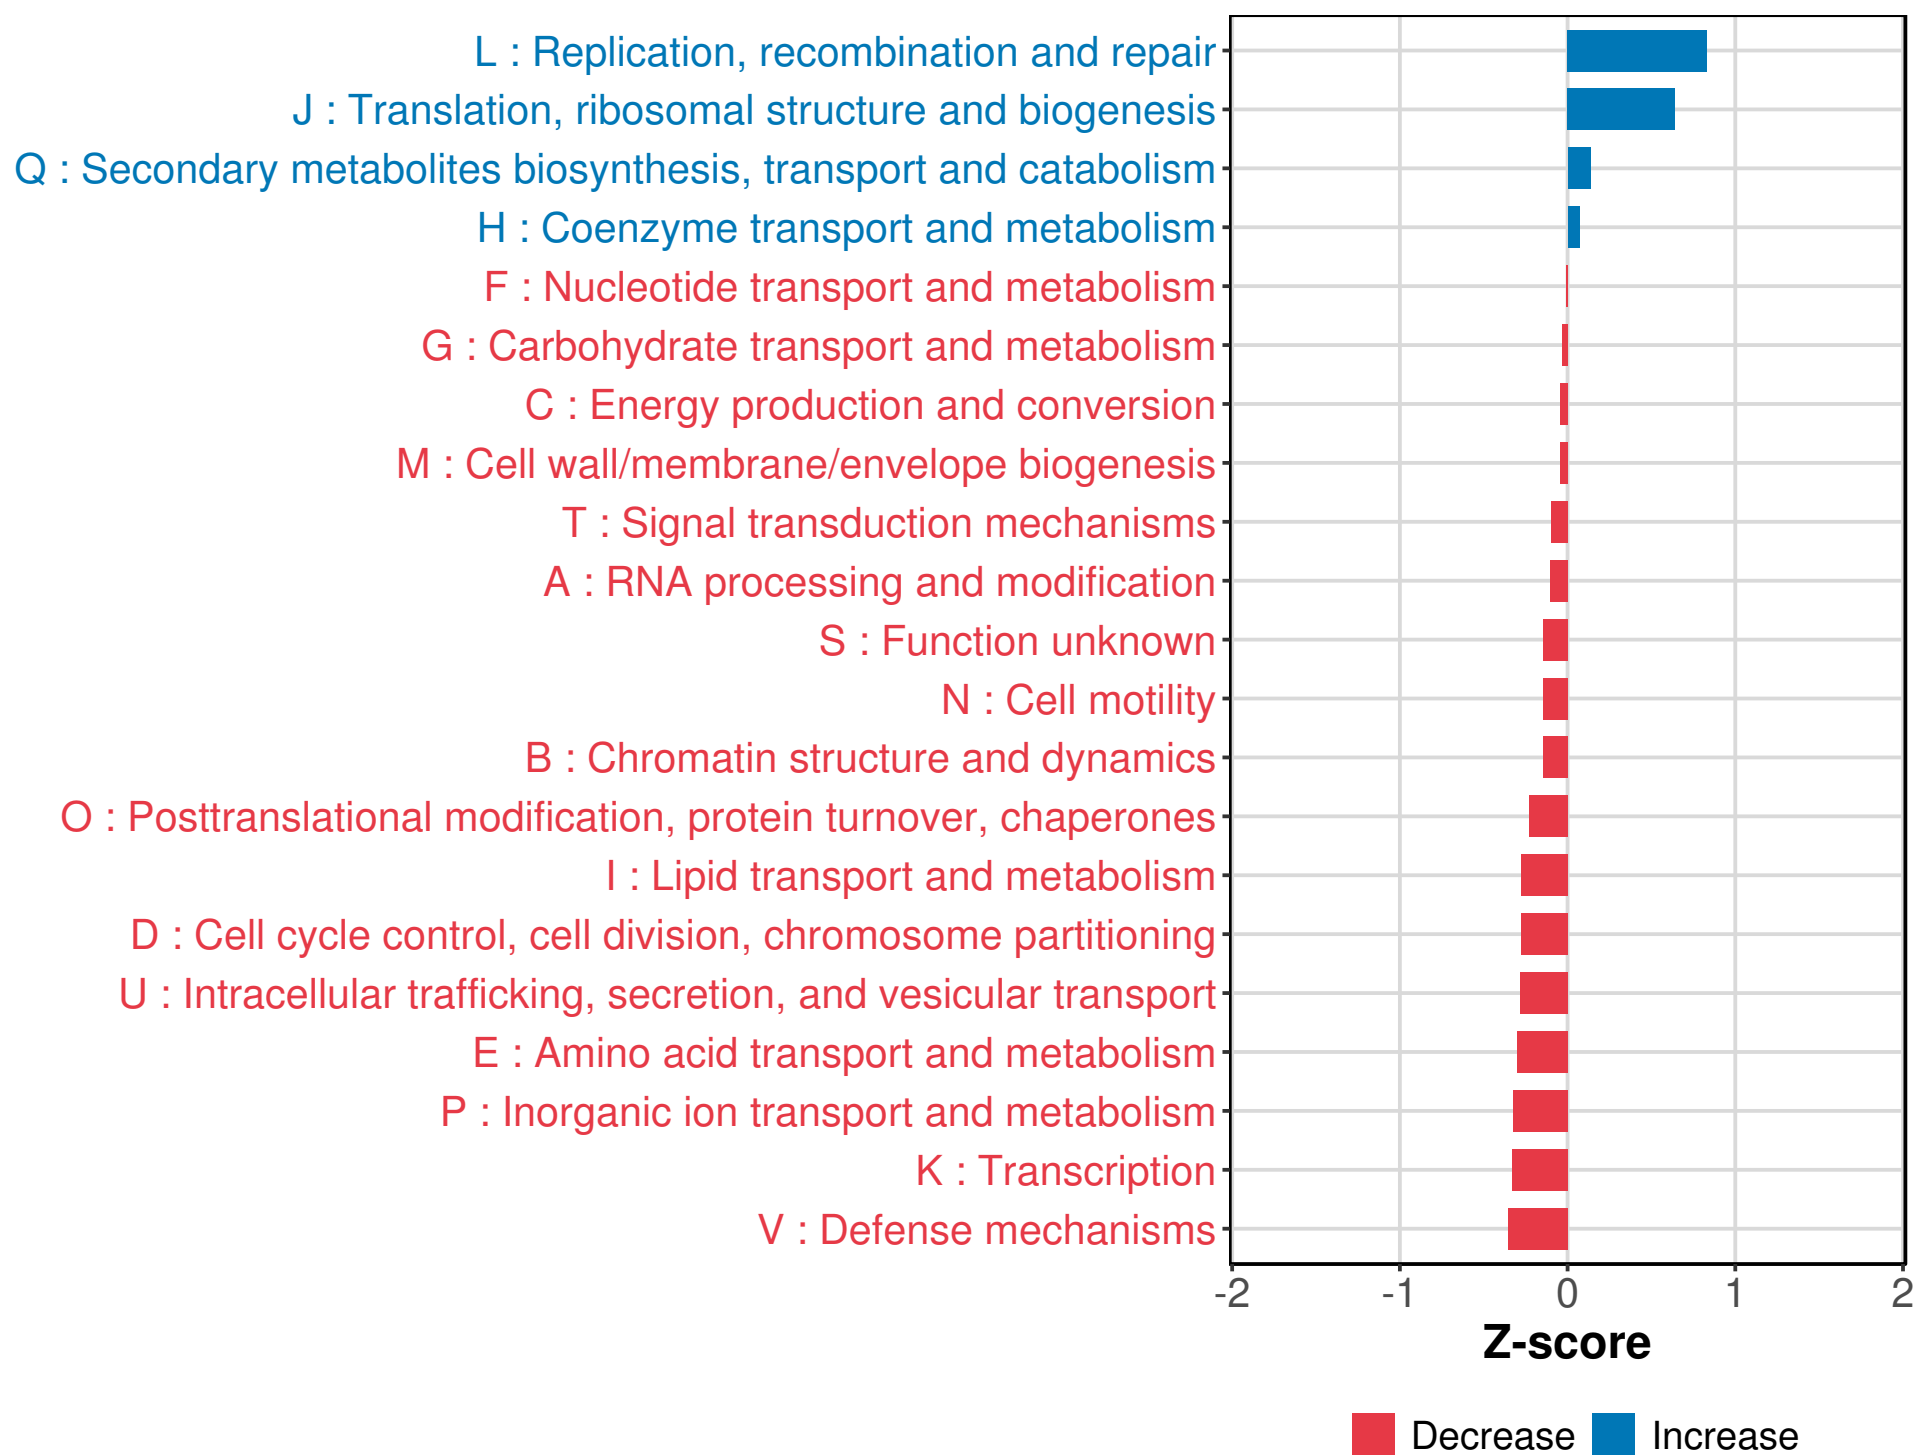 L : Replication, recombination and repair
J : Translation, ribosomal structure and biogenesis
Q : Secondary metabolites biosynthesis, transport and catabolism
H : Coenzyme transport and metabolism
F : Nucleotide transport and metabolism
G : Carbohydrate transport and metabolism
C : Energy production and conversion
M : Cell wall/membrane/envelope biogenesis
T : Signal transduction mechanisms
A : RNA processing and modification
S : Function unknown
N : Cell motility
B : Chromatin structure and dynamics
O : Posttranslational modification, protein turnover, chaperones
I : Lipid transport and metabolism
D : Cell cycle control, cell division, chromosome partitioning
U : Intracellular trafficking, secretion, and vesicular transport
E : Amino acid transport and metabolism
P : Inorganic ion transport and metabolism
K : Transcription
V : Defense mechanisms
-2 -1 0 1 2
Z-score
Decrease Increase